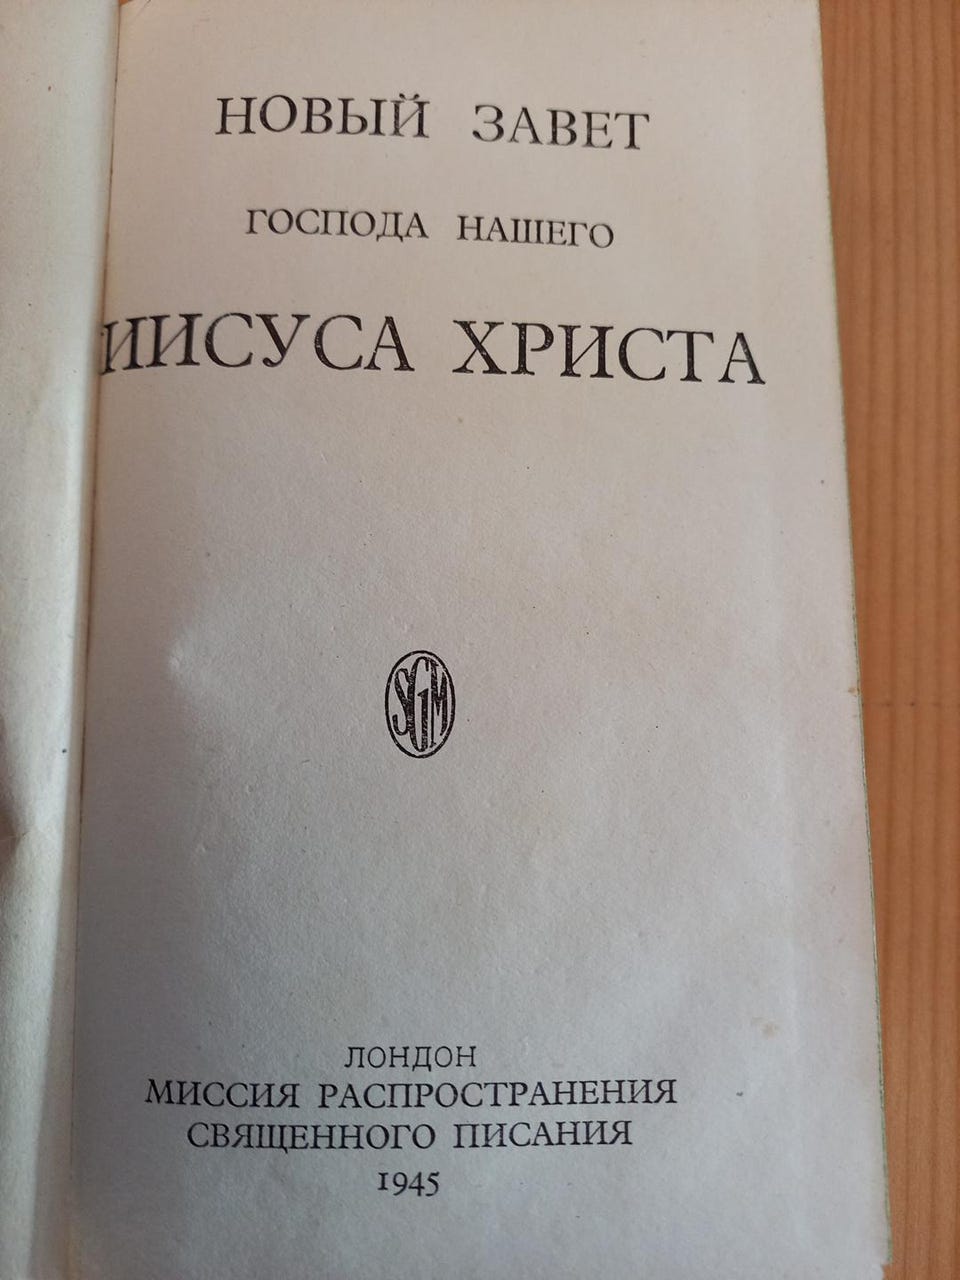 НОВЫЙ ЗАВЕТ
ГОСПОДА НАШЕГО
ИИСУСА ХРИСТА
SGM
ЛОНДОН
МИССИЯ РАСПРОСТРАНЕНИЯ
СВЯЩЕННОГО ПИСАНИЯ
1945